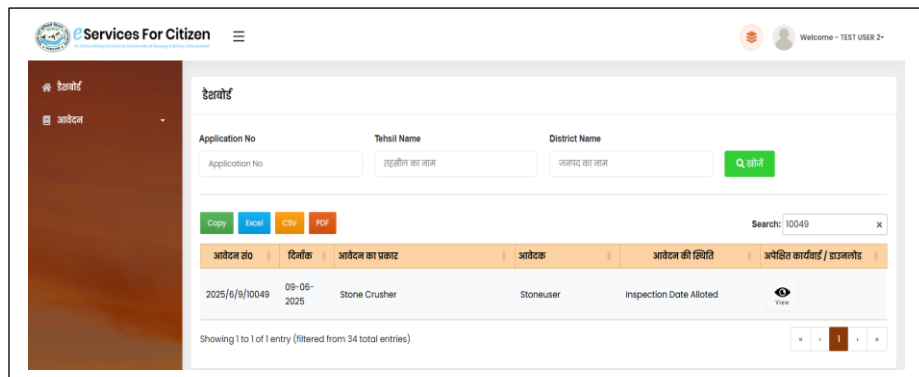 eServices For Citizen
Welcome - TEST USER 2
डैशबोर्ड
आवेदन
डैशबोर्ड
Application No Tehsil Name District Name
Application No तहसील का नाम जनपद का नाम खोजें
Copy Excel CSV PDF Search: 10049 x
आवेदन सं0 दिनाँक आवेदन का प्रकार आवेदक आवेदन की स्थिति अपेक्षित कार्यवाई / डाउनलोड
2025/6/9/10049 09-06-2025 Stone Crusher Stoneuser Inspection Date Alloted View
Showing 1 to 1 of 1 entry (filtered from 34 total entries)
« ‹ 1 › »